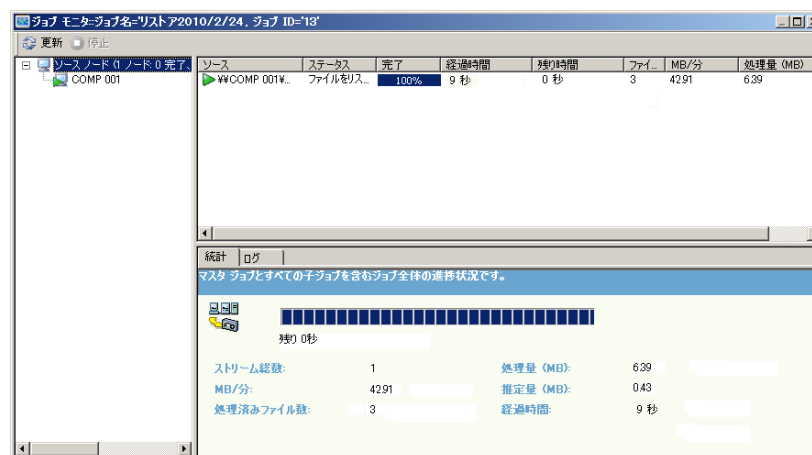 ジョブ モニタ::ジョブ名='リストア2010/2/24, ジョブ ID='13'
更新 停止
ソース ノード (1 ノード: 0 完了、
COMP 001
ソース ステータス 完了 経過時間 残り時間 ファイ... MB/分 処理量 (MB)
¥¥COMP 001¥... ファイルをリス... 100% 9 秒 0 秒 3 42.91 6.39
統計 ログ
マスタ ジョブとすべての子ジョブを含むジョブ全体の進捗状況です。
残り 0秒
ストリーム総数: 1 処理量 (MB): 6.39
MB/分: 42.91 推定量 (MB): 0.43
処理済みファイル数: 3 経過時間: 9 秒